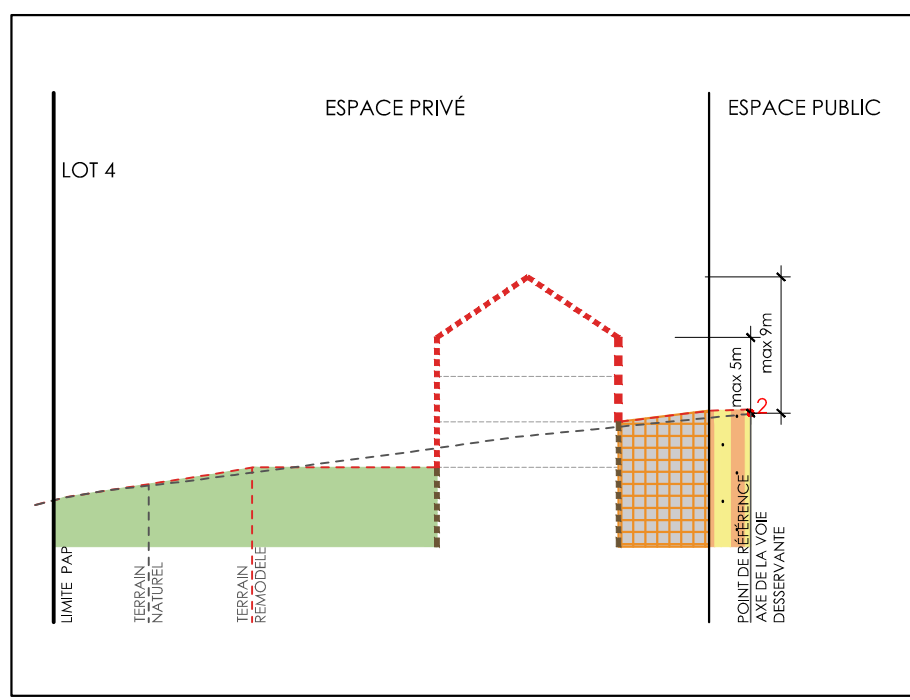 ESPACE PRIVÉ
ESPACE PUBLIC
LOT 4
max 9m
max 5m
2
LIMITE PAP
TERRAIN
NATUREL
TERRAIN
REMODELE
POINT DE RÉFÉRENCE
AXE DE LA VOIE
DESSERVANTE